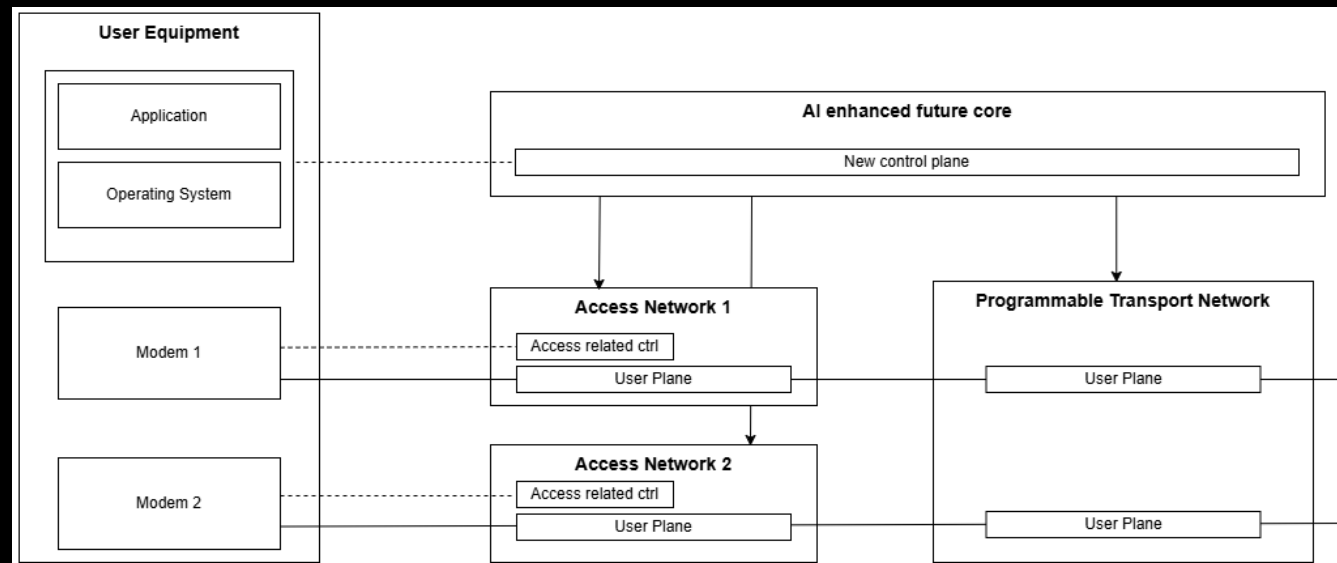 User Equipment
Application
Operating System
Modem 1
Modem 2
AI enhanced future core
New control plane
Access Network 1
Access related ctrl
User Plane
Access Network 2
Access related ctrl
User Plane
Programmable Transport Network
User Plane
User Plane